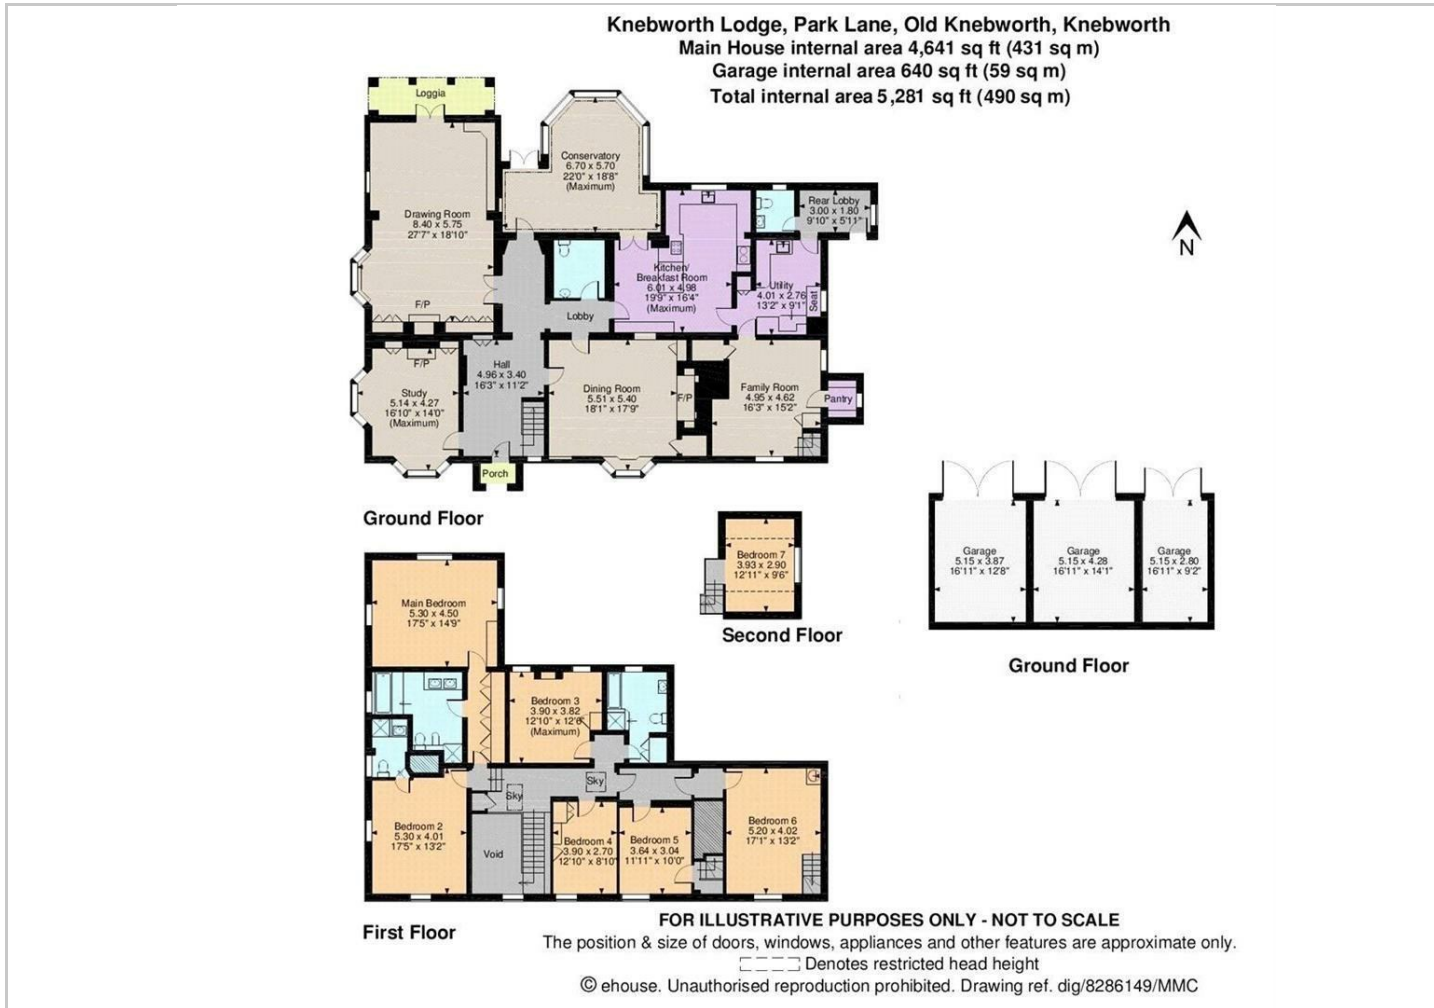 Knebworth Lodge, Park Lane, Old Knebworth, Knebworth
Main House internal area 4,641 sq ft (431 sq m)
Garage internal area 640 sq ft (59 sq m)
Total internal area 5,281 sq ft (490 sq m)
Loggia
Conservatory
6.70 x 5.70
22'0" x 18'8"
(Maximum)
Drawing Room
8.40 x 5.75
27'7" x 18'10"
F/P
Rear Lobby
3.00 x 1.80
9'10" x 5'11"
Kitchen/
Breakfast Room
6.01 x 4.98
19'9" x 16'4"
(Maximum)
Utility
4.01 x 2.76
13'2" x 9'1"
Seat
Lobby
F/P
Study
5.14 x 4.27
16'10" x 14'0"
(Maximum)
Hall
4.96 x 3.40
16'3" x 11'2"
Dining Room
5.51 x 5.40
18'1" x 17'9"
F/P
Family Room
4.95 x 4.62
16'3" x 15'2"
Pantry
Porch
Ground Floor
Bedroom 7
3.93 x 2.90
12'11" x 9'6"
Second Floor
Garage
5.15 x 3.87
16'11" x 12'8"
Garage
5.15 x 4.28
16'11" x 14'1"
Garage
5.15 x 2.80
16'11" x 9'2"
Ground Floor
Main Bedroom
5.30 x 4.50
17'5" x 14'9"
Bedroom 3
3.90 x 3.82
12'10" x 12'6"
(Maximum)
Sky
Sky
Bedroom 2
5.30 x 4.01
17'5" x 13'2"
Void
Bedroom 4
3.90 x 2.70
12'10" x 8'10"
Bedroom 5
3.64 x 3.04
11'11" x 10'0"
Bedroom 6
5.20 x 4.02
17'1" x 13'2"
First Floor
FOR ILLUSTRATIVE PURPOSES ONLY - NOT TO SCALE
The position & size of doors, windows, appliances and other features are approximate only.
Denotes restricted head height
© ehouse. Unauthorised reproduction prohibited. Drawing ref. dig/8286149/MMC
N